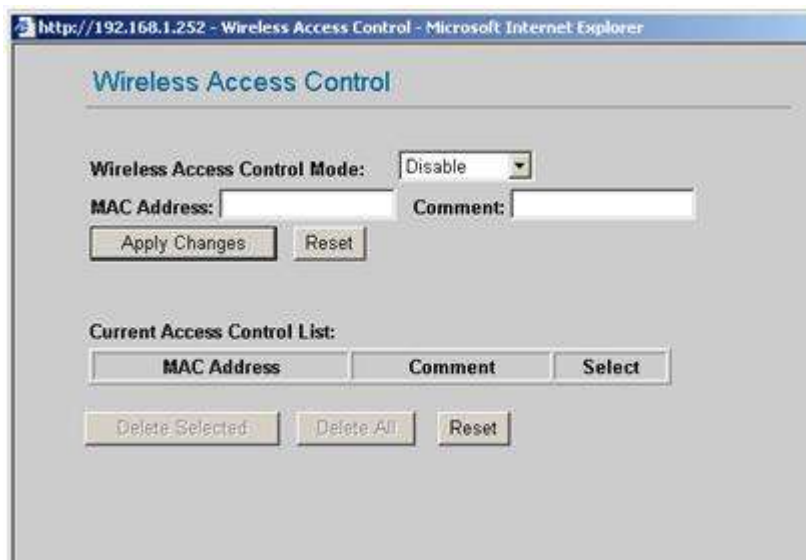 http://192.168.1.252 - Wireless Access Control - Microsoft Internet Explorer
Wireless Access Control
Wireless Access Control Mode: Disable
MAC Address: Comment:
Apply Changes Reset
Current Access Control List:
MAC Address Comment Select
Delete Selected Delete All Reset